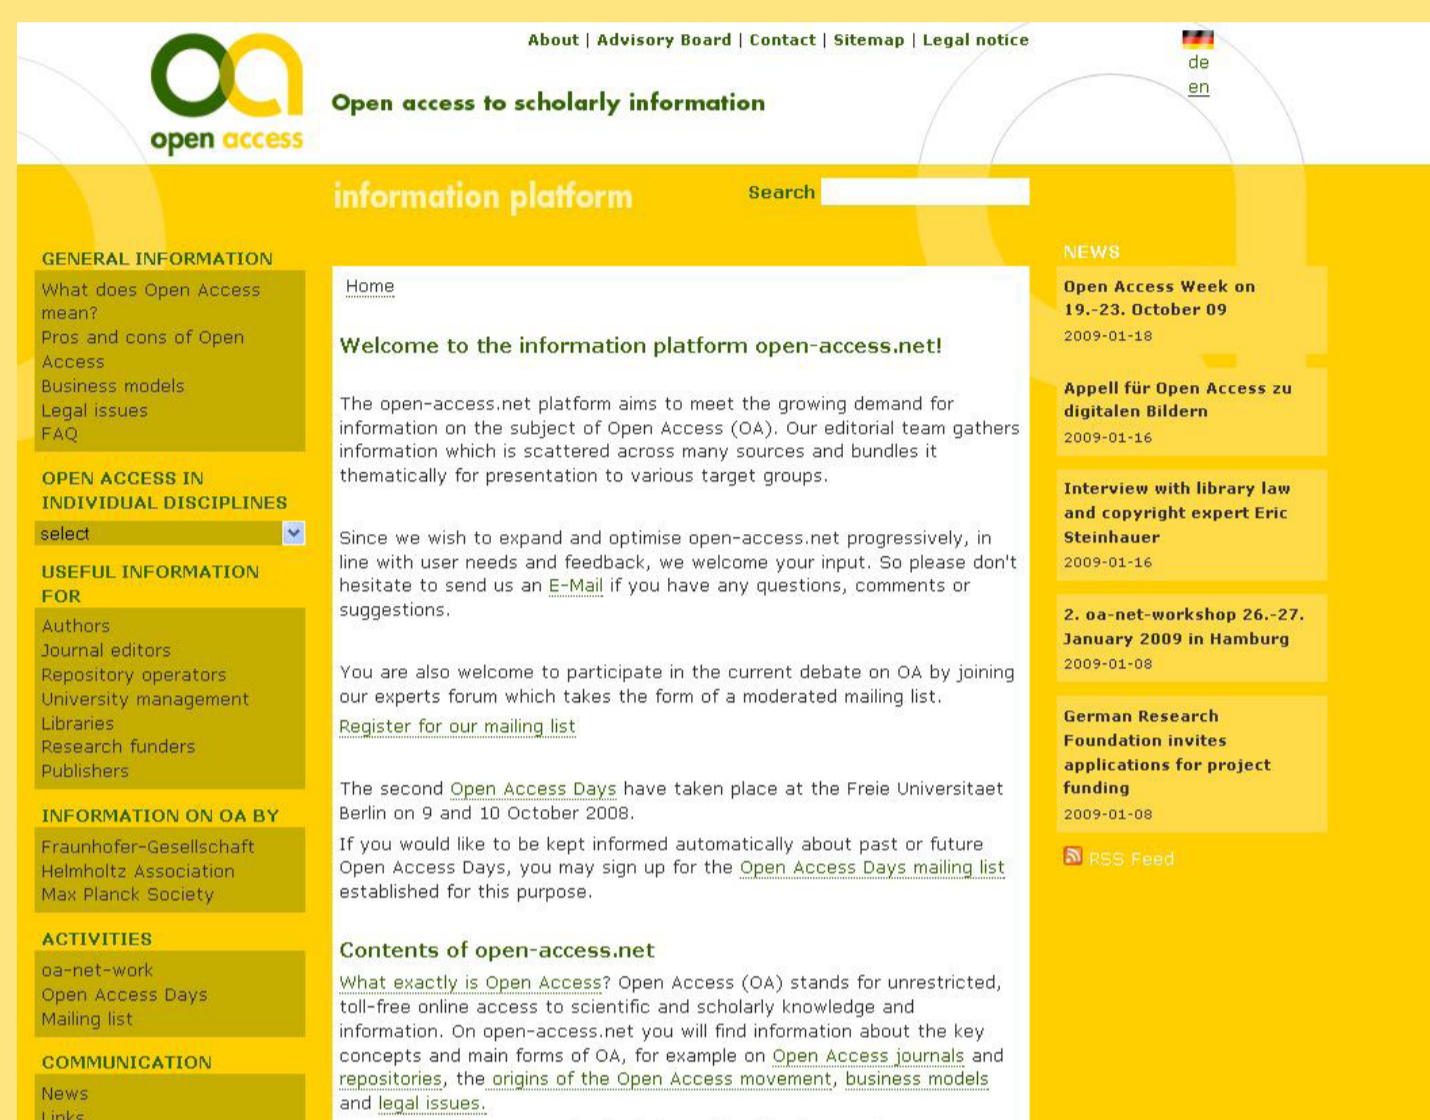 About | Advisory Board | Contact | Sitemap | Legal notice
de
en
open access
Open access to scholarly information
information platform
Search
GENERAL INFORMATION
What does Open Access
mean?
Pros and cons of Open
Access
Business models
Legal issues
FAQ
OPEN ACCESS IN
INDIVIDUAL DISCIPLINES
select
USEFUL INFORMATION
FOR
Authors
Journal editors
Repository operators
University management
Libraries
Research funders
Publishers
INFORMATION ON OA BY
Fraunhofer-Gesellschaft
Helmholtz Association
Max Planck Society
ACTIVITIES
oa-net-work
Open Access Days
Mailing list
COMMUNICATION
News
Links
Home
Welcome to the information platform open-access.net!
The open-access.net platform aims to meet the growing demand for
information on the subject of Open Access (OA). Our editorial team gathers
information which is scattered across many sources and bundles it
thematically for presentation to various target groups.
Since we wish to expand and optimise open-access.net progressively, in
line with user needs and feedback, we welcome your input. So please don't
hesitate to send us an E-Mail if you have any questions, comments or
suggestions.
You are also welcome to participate in the current debate on OA by joining
our experts forum which takes the form of a moderated mailing list.
Register for our mailing list
The second Open Access Days have taken place at the Freie Universitaet
Berlin on 9 and 10 October 2008.
If you would like to be kept informed automatically about past or future
Open Access Days, you may sign up for the Open Access Days mailing list
established for this purpose.
Contents of open-access.net
What exactly is Open Access? Open Access (OA) stands for unrestricted,
toll-free online access to scientific and scholarly knowledge and
information. On open-access.net you will find information about the key
concepts and main forms of OA, for example on Open Access journals and
repositories, the origins of the Open Access movement, business models
and legal issues.
NEWS
Open Access Week on
19.-23. October 09
2009-01-18
Appell für Open Access zu
digitalen Bildern
2009-01-16
Interview with library law
and copyright expert Eric
Steinhauer
2009-01-16
2. oa-net-workshop 26.-27.
January 2009 in Hamburg
2009-01-08
German Research
Foundation invites
applications for project
funding
2009-01-08
RSS Feed